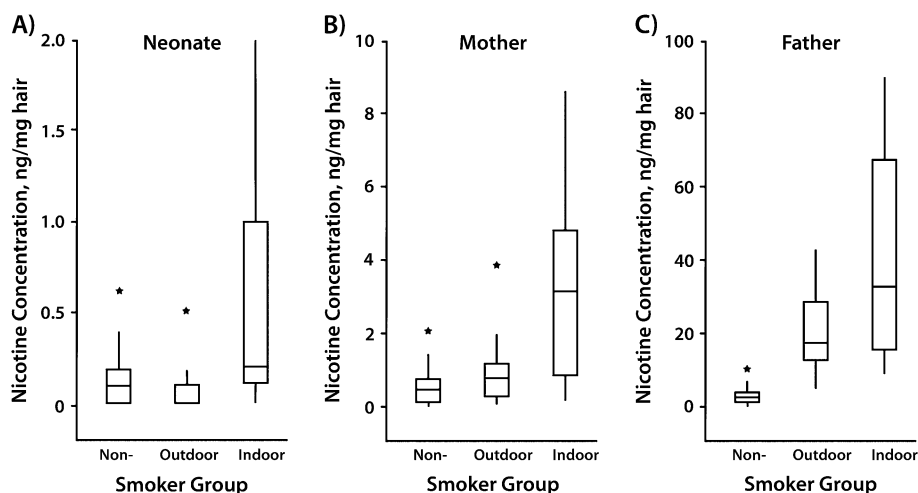 A)
Neonate
Nicotine Concentration, ng/mg hair
2.0
1.5
1.0
0.5
0
Non- Outdoor Indoor
Smoker Group
B)
Mother
Nicotine Concentration, ng/mg hair
10
8
6
4
2
0
Non- Outdoor Indoor
Smoker Group
C)
Father
Nicotine Concentration, ng/mg hair
100
80
60
40
20
0
Non- Outdoor Indoor
Smoker Group